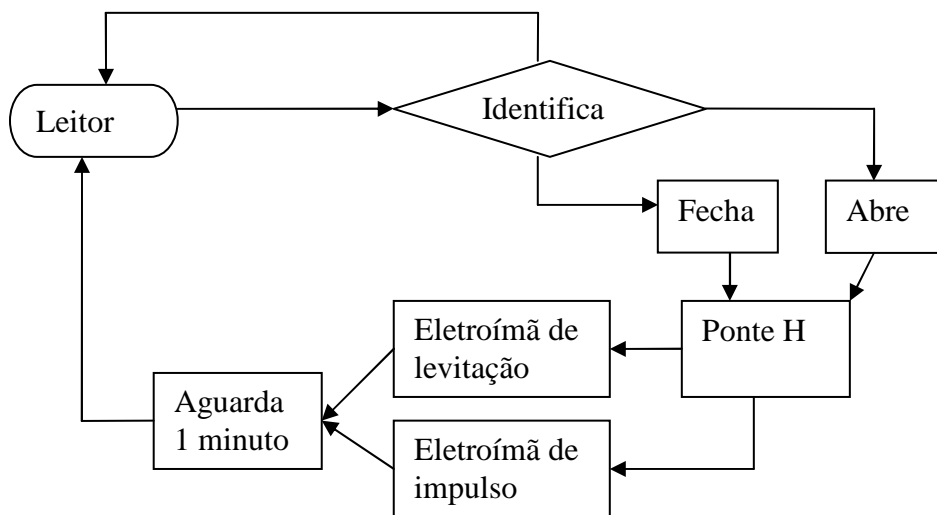 Leitor
Identifica
Fecha
Abre
Ponte H
Eletroímã de
levitação
Aguarda
1 minuto
Eletroímã de
impulso